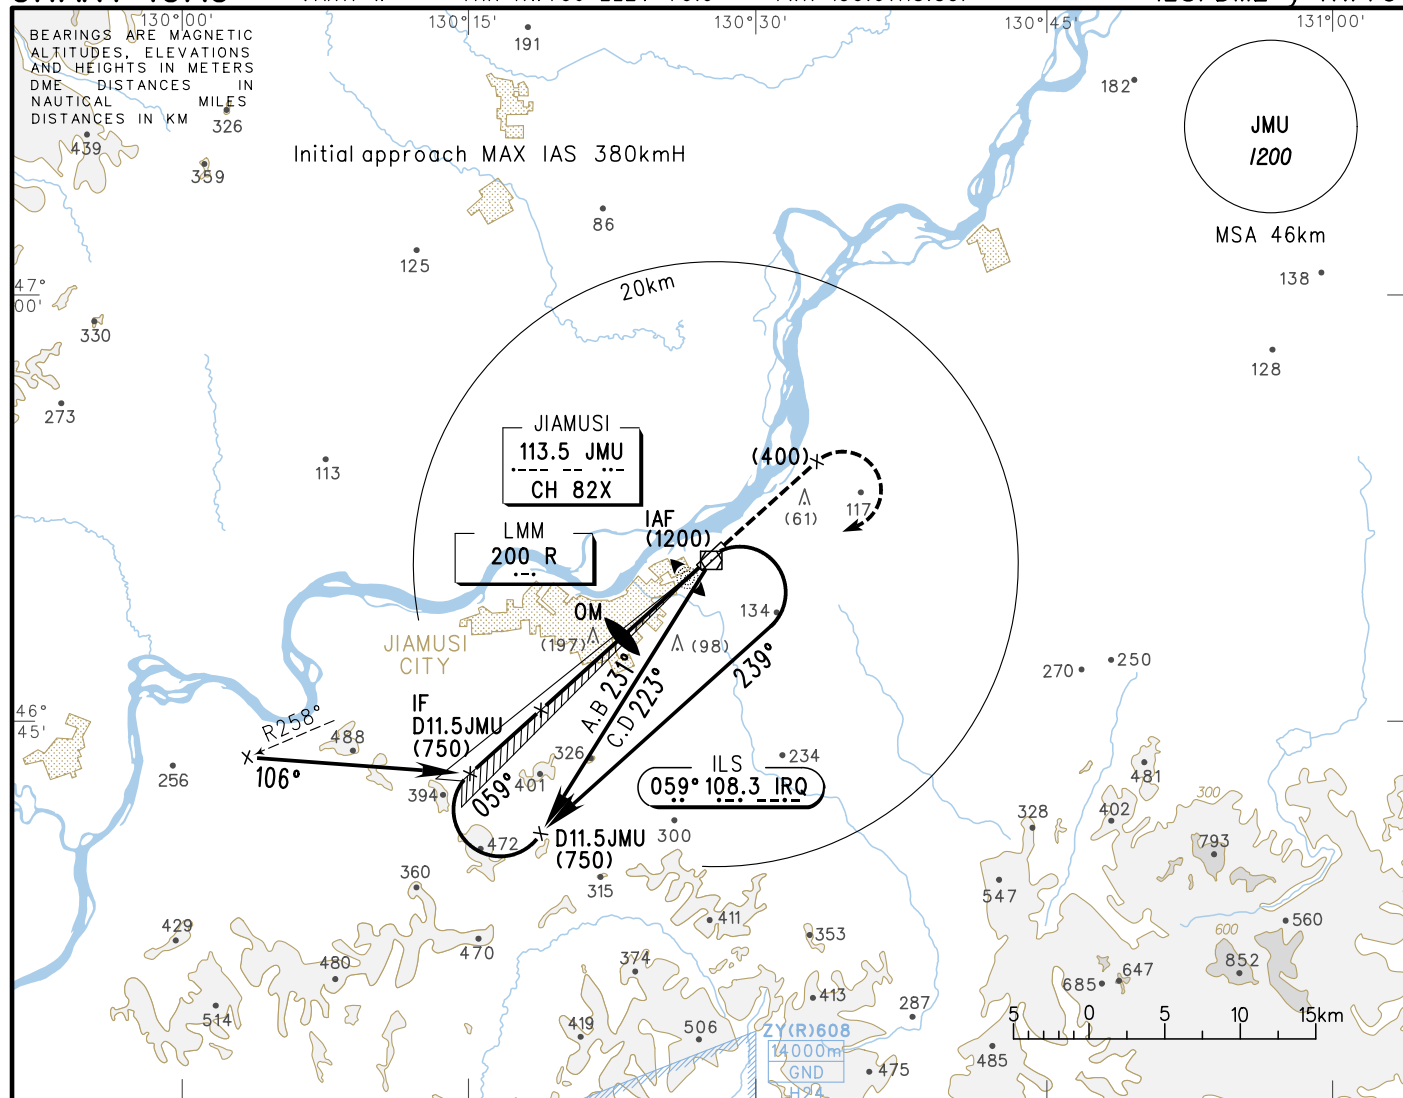 130°00'
130°15'
130°30'
130°45'
131°00'
BEARINGS ARE MAGNETIC
ALTITUDES, ELEVATIONS
AND HEIGHTS IN METERS
DME DISTANCES IN
NAUTICAL MILES
DISTANCES IN KM
191
182
JMU
1200
MSA 46km
326
439
359
Initial approach MAX IAS 380kmH
86
125
138
47°
00'
20km
330
128
273
JIAMUSI
113.5 JMU
CH 82X
113
(400)
117
(61)
LMM
200 R
IAF
(1200)
OM
134
(197)
(98)
JIAMUSI
CITY
270
250
A.B 231°
C.D 223°
239°
46°
45'
IF
D11.5JMU
(750)
R258°
488
256
106°
326
234
401
394
059°
ILS
059° 108.3 IRQ
481
300
402
328
D11.5JMU
(750)
300
472
793
360
315
547
429
411
560
353
600
470
480
374
852
647
685
413
287
514
419
506
5 0 5 10 15km
ZY(R)608
14000m
GND
H24
485
475